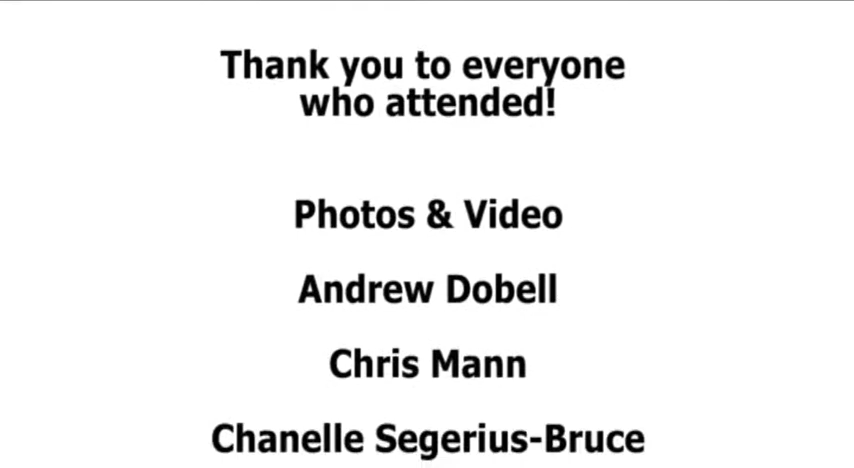 Thank you to everyone
who attended!
Photos & Video
Andrew Dobell
Chris Mann
Chanelle Segerius-Bruce